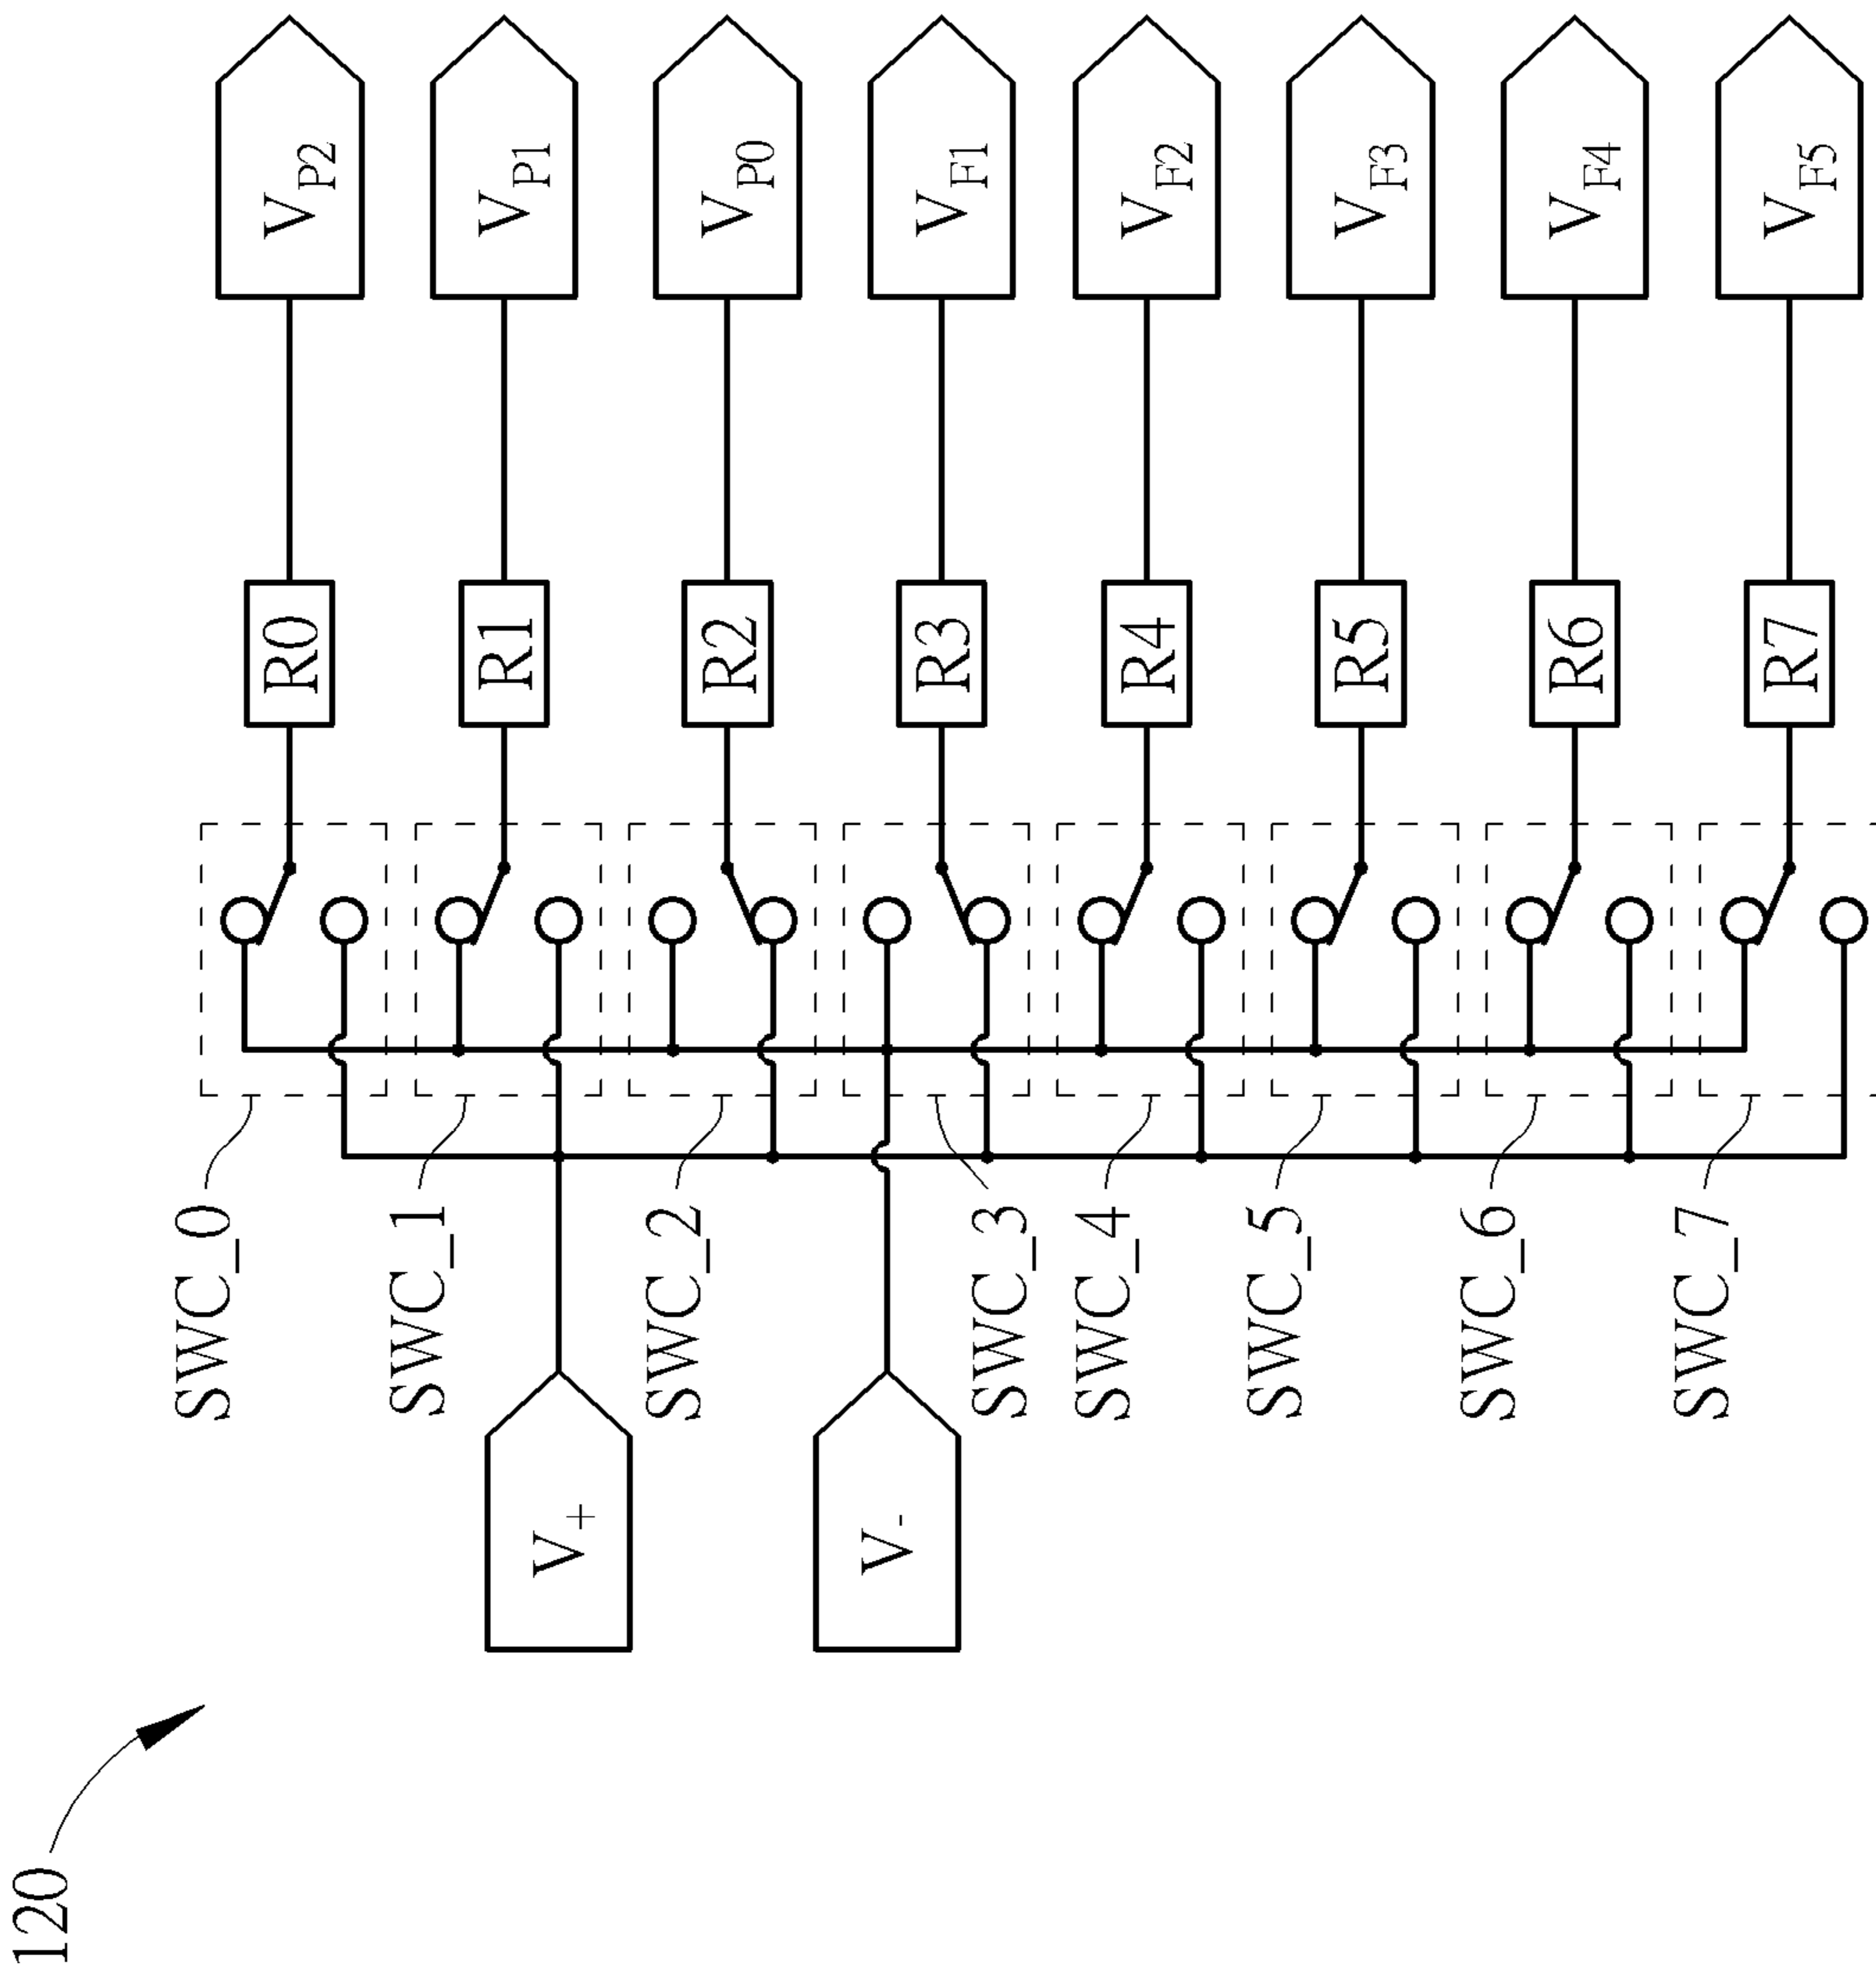 120
V+
V-
SWC_0
SWC_1
SWC_2
SWC_3
SWC_4
SWC_5
SWC_6
SWC_7
R0
R1
R2
R3
R4
R5
R6
R7
VP2
VP1
VP0
VF1
VF2
VF3
VF4
VF5